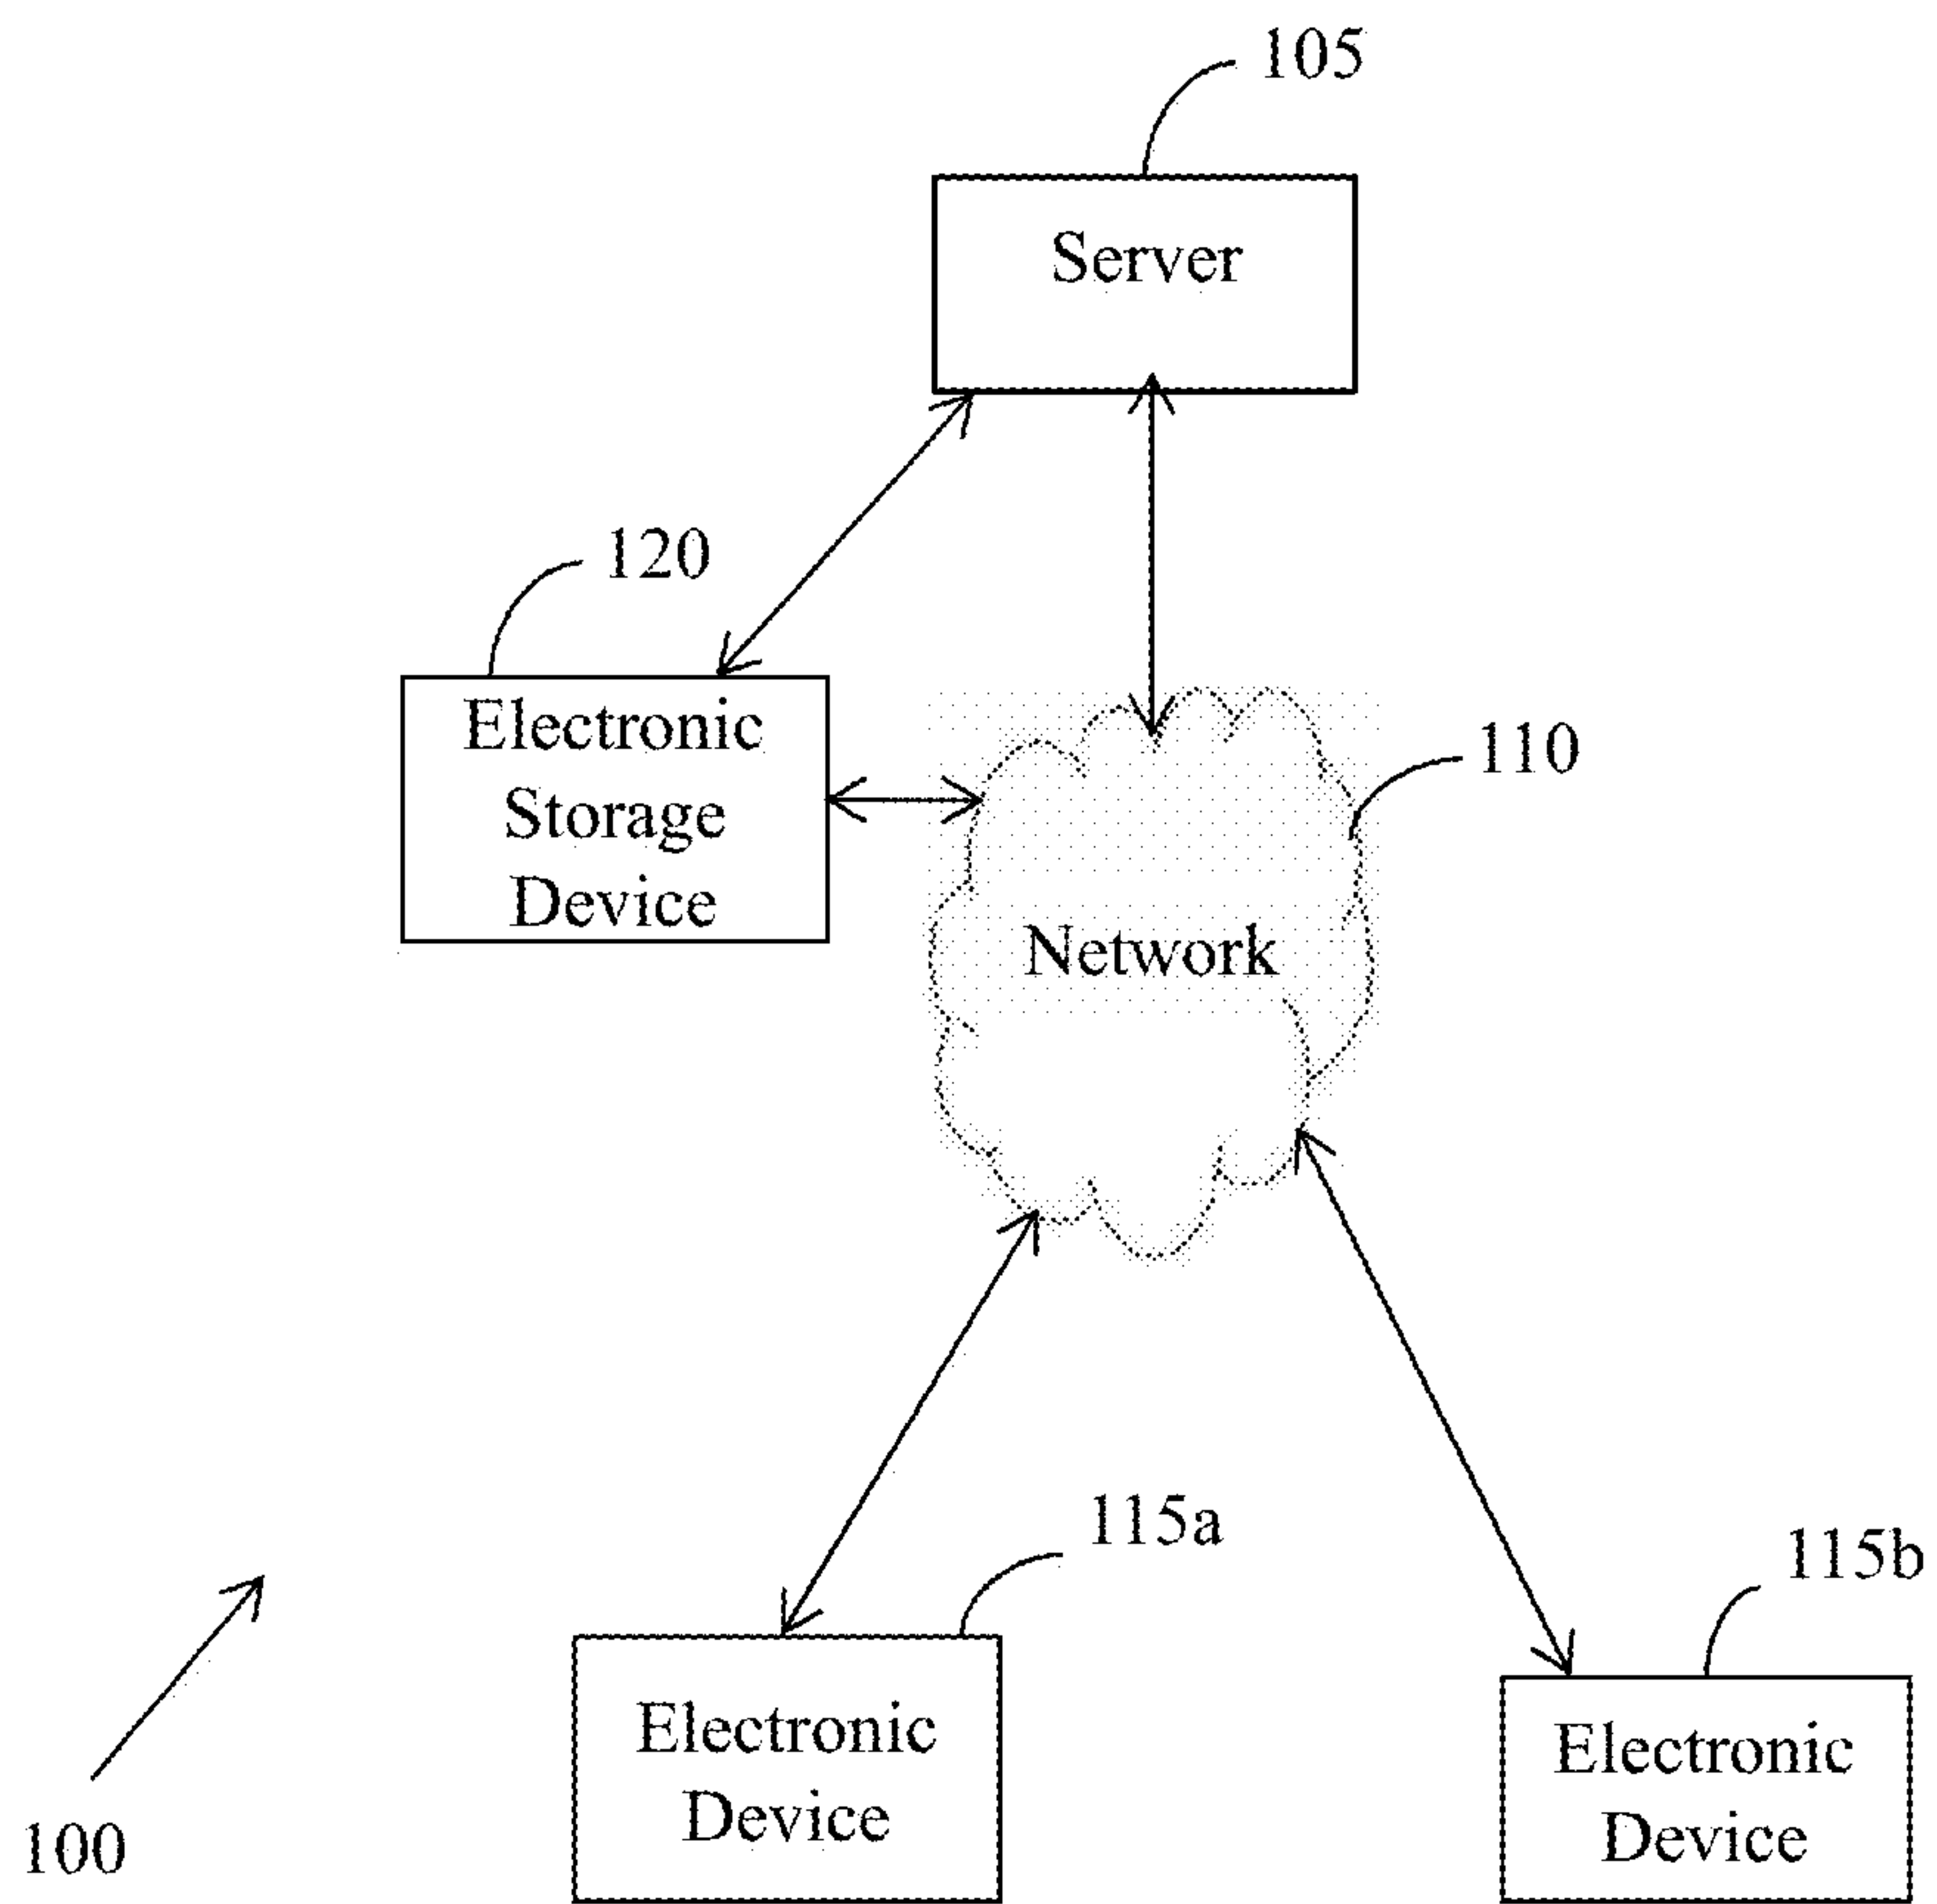 105
Server
120
Electronic
Storage
Device
110
Network
115a
115b
Electronic
Device
Electronic
Device
100